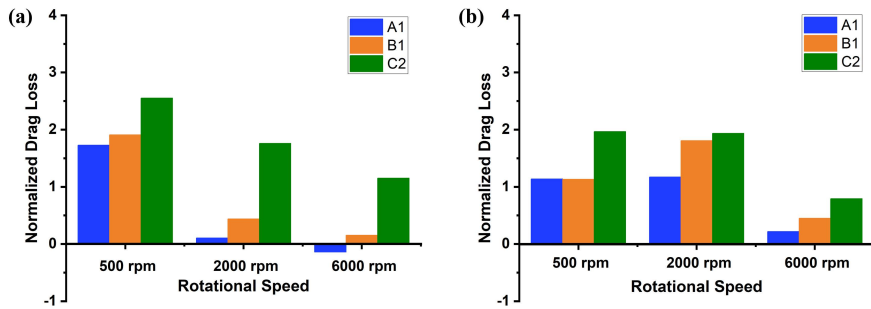 (a)
Normalized Drag Loss
4
3
2
1
0
-1
A1
B1
C2
500 rpm 2000 rpm 6000 rpm
Rotational Speed
(b)
Normalized Drag Loss
4
3
2
1
0
-1
A1
B1
C2
500 rpm 2000 rpm 6000 rpm
Rotational Speed